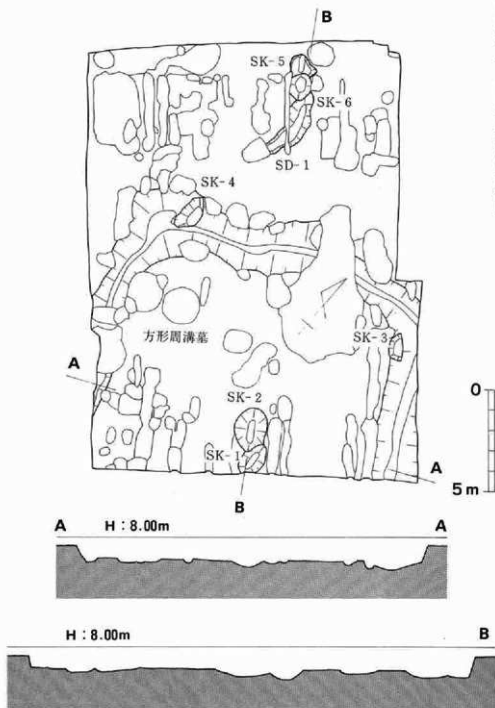 B
SK-5
SK-6
SD-1
SK-4
方形周溝墓
SK-3
A
SK-2
0
SK-1
A
5m
B
A H:8.00m A
H:8.00m B